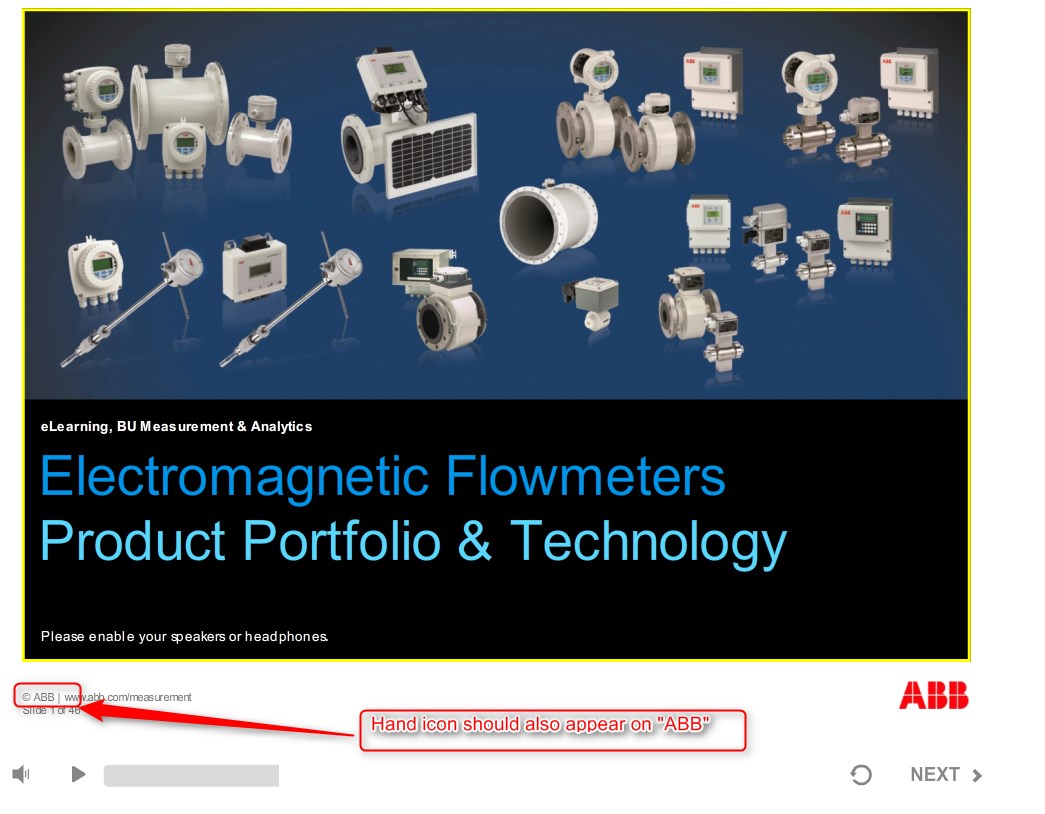 eLearning, BU Measurement & Analytics
Electromagnetic Flowmeters
Product Portfolio & Technology
Please enable your speakers or headphones.
© ABB | www.abb.com/measurement
Slide 1 of 46
ABB
Hand icon should also appear on "ABB"
NEXT